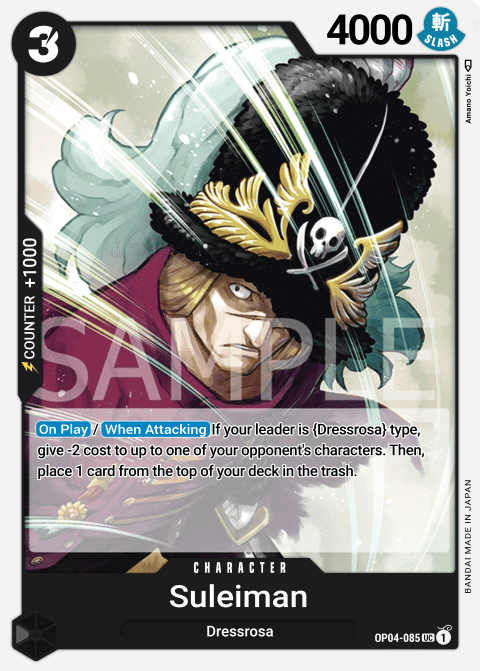 3
4000
斬
SLASH
Amano Yoichi
COUNTER +1000
SAMPLE
On Play / When Attacking If your leader is {Dressrosa} type,
give -2 cost to up to one of your opponent's characters. Then,
place 1 card from the top of your deck in the trash.
BANDAI MADE IN JAPAN
CHARACTER
Suleiman
Dressrosa
OP04-085 UC 1